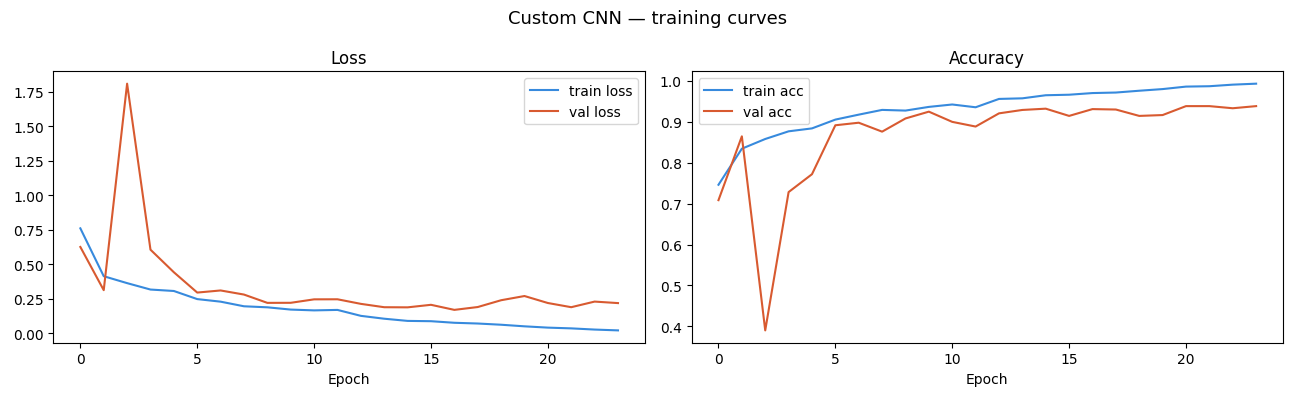 Custom CNN — training curves
Loss
1.75
1.50
1.25
1.00
0.75
0.50
0.25
0.00
train loss
val loss
0 5 10 15 20
Epoch
Accuracy
1.0
0.9
0.8
0.7
0.6
0.5
0.4
train acc
val acc
0 5 10 15 20
Epoch